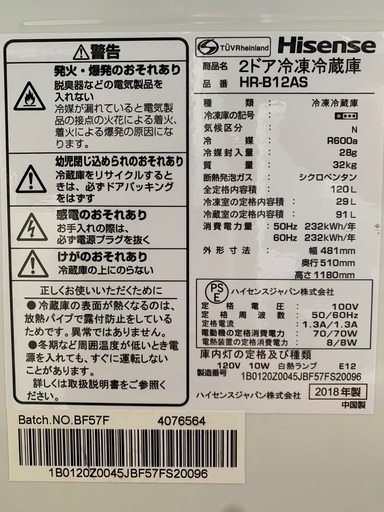 警告
発火・爆発のおそれあり
脱臭器などの電気製品を
入れない
冷媒が漏れていると電気製
品の接点の火花による着火、
着火による爆発の原因に
なります。
幼児閉じ込められのおそれあり
冷蔵庫をリサイクルすると
きは、必ずドアパッキング
をはずす
感電のおそれあり
お手入れの際は、
必ず電源プラグを抜く
けがのおそれあり
冷蔵庫の上にのらない
正しくお使いいただくために
●冷蔵庫の表面が熱くなるのは、
放熱パイプで露付防止をしている
ためです。異常ではありません。
●冬期など周囲温度が低いとき電
源を入れても、すぐに運転しない
ことがあります。
詳しくは取扱説明書をお読みください。
TÜVRheinland
Hisense
商品名 2ドア冷凍冷蔵庫
品番 HR-B12AS
種類 冷凍冷蔵庫
冷凍庫の記号
気候区分 N
冷媒 R600a
冷媒封入量 28g
質量 32kg
断熱発泡ガス シクロペンタン
全定格内容積 120L
冷凍室の定格内容積 29L
冷蔵室の定格内容積 91L
消費電力量 50Hz 232kWh/年
60Hz 232kWh/年
外形寸法 幅 481mm
奥行 510mm
高さ 1180mm
PSE
ハイセンスジャパン株式会社
定格電圧 100V
定格周波数 50/60Hz
定格電流 1.3A/1.3A
電動機の定格消費電力 70/70W
電熱装置の定格消費電力 8/8W
庫内灯の定格及び種類
120V 10W 白熱ランプ E12
製造番号 1B0120Z0045JBF57FS20096
ハイセンスジャパン株式会社
2018年製
中国製
Batch.NO.BF57F 4076564
1B0120Z0045JBF57FS20096